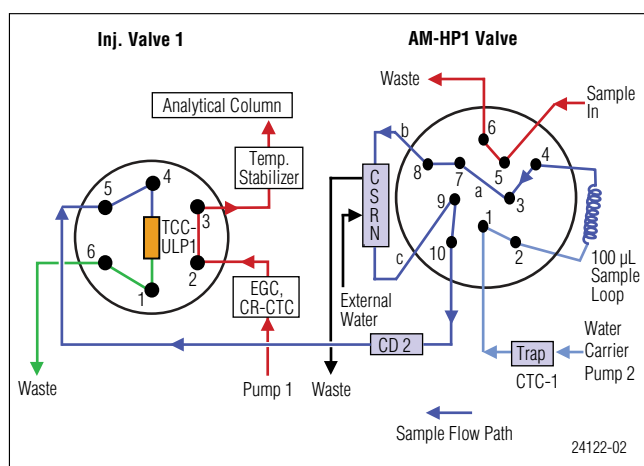 Inj. Valve 1
AM-HP1 Valve
Waste
Sample
In
Analytical Column
Temp.
Stabilizer
TCC-
ULP1
EGC,
CR-CTC
1
2
3
4
5
6
Waste
Pump 1
C
S
R
N
a
b
c
1
2
3
4
5
6
7
8
9
10
External
Water
100 µL
Sample
Loop
CD 2
Waste
Trap
CTC-1
Water
Carrier
Pump 2
Sample Flow Path
24122-02